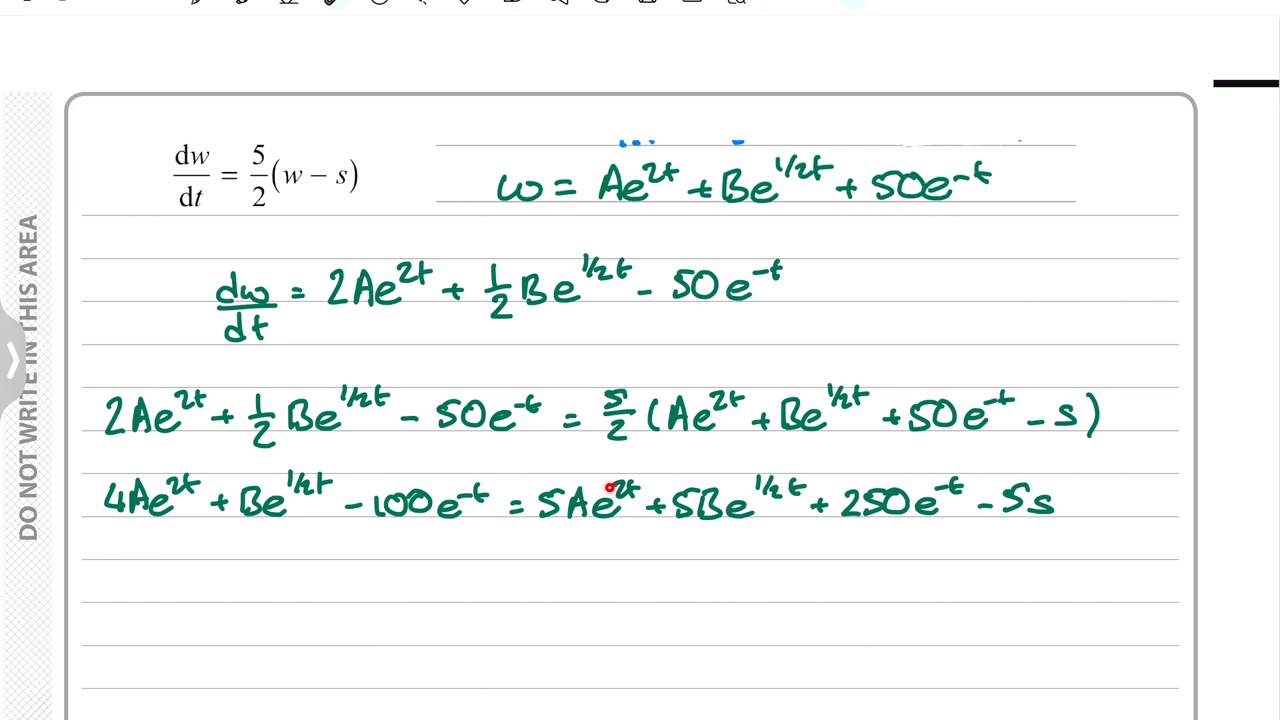 dw/dt = 5/2 (w − s)
w = Ae^{2t} + Be^{1/2t} + 50e^{-t}
dw/dt = 2Ae^{2t} + 1/2 Be^{1/2t} - 50e^{-t}
2Ae^{2t} + 1/2 Be^{1/2t} - 50e^{-t} = 5/2 (Ae^{2t} + Be^{1/2t} + 50e^{-t} - s)
4Ae^{2t} + Be^{1/2t} - 100e^{-t} = 5Ae^{2t} + 5Be^{1/2t} + 250e^{-t} - 5s
DO NOT WRITE IN THIS AREA